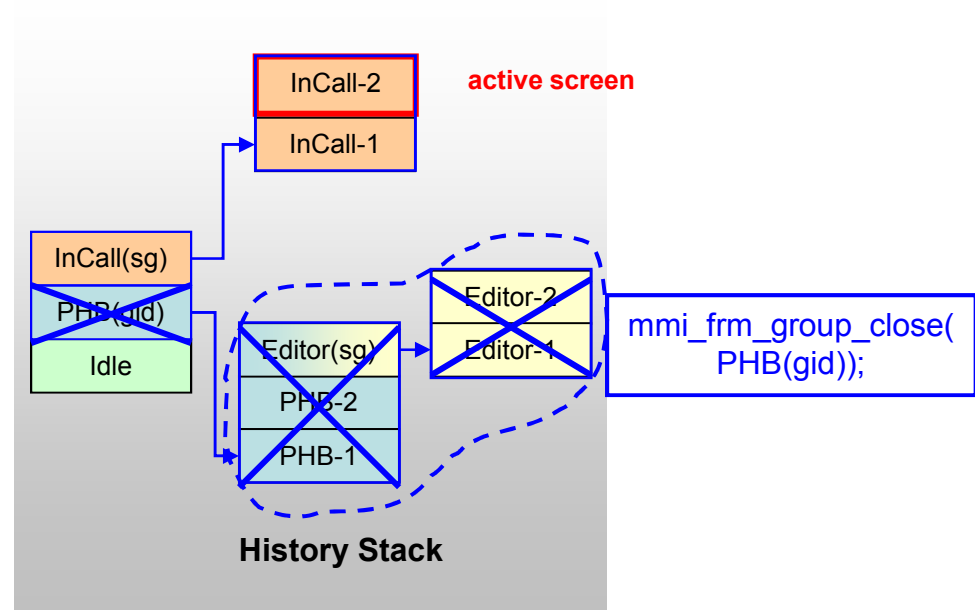 InCall-2
active screen
InCall-1
InCall(sg)
PHB(gid)
Idle
Editor-2
Editor-1
Editor(sg)
PHB-2
PHB-1
mmi_frm_group_close(
PHB(gid));
History Stack